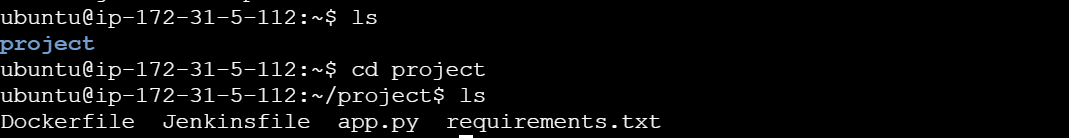 ubuntu@ip-172-31-5-112:~$ ls
project
ubuntu@ip-172-31-5-112:~$ cd project
ubuntu@ip-172-31-5-112:~/project$ ls
Dockerfile  Jenkinsfile  app.py  requirements.txt